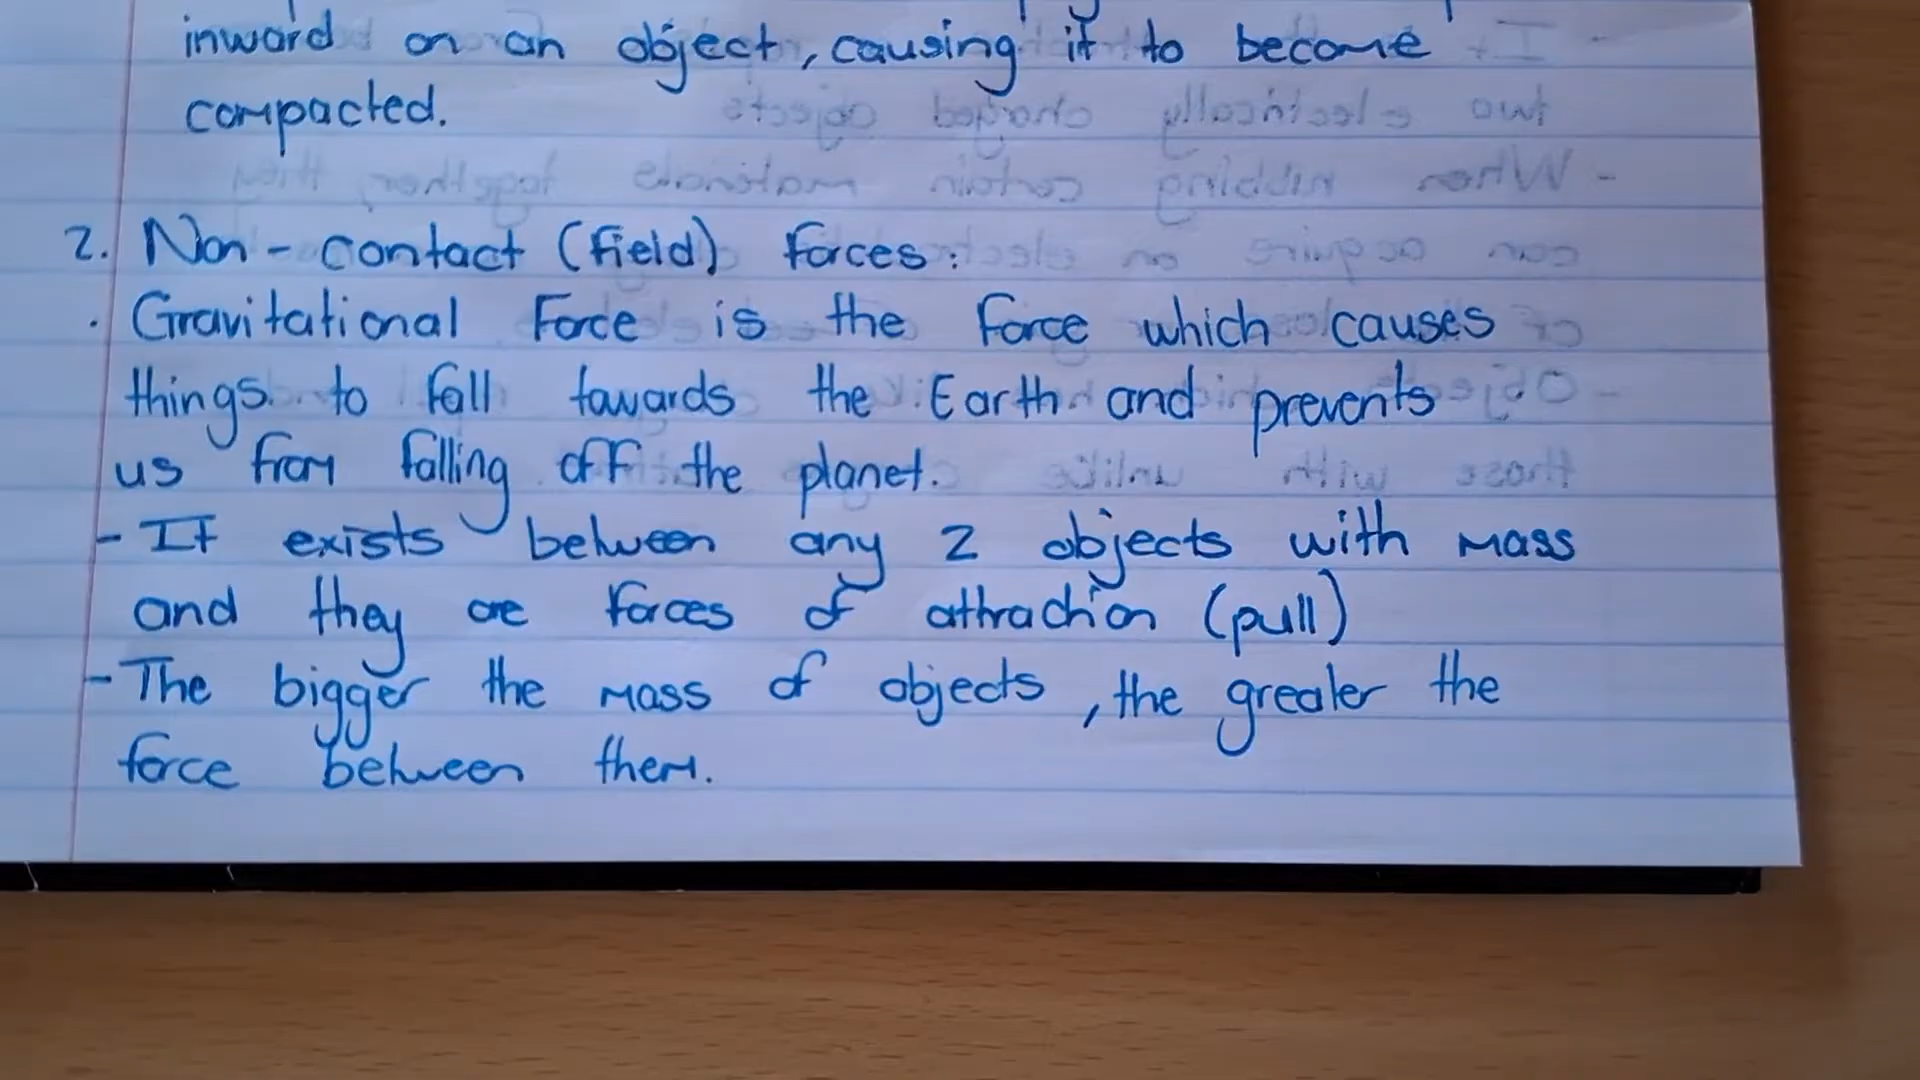 inward on an object, causing it to become
compacted.
2. Non-contact (field) forces:
. Gravitational Force is the force which causes
things to fall towards the Earth and prevents
us from falling off the planet.
- It exists between any 2 objects with mass
and they are forces of attraction (pull)
- The bigger the mass of objects, the greater the
force between them.